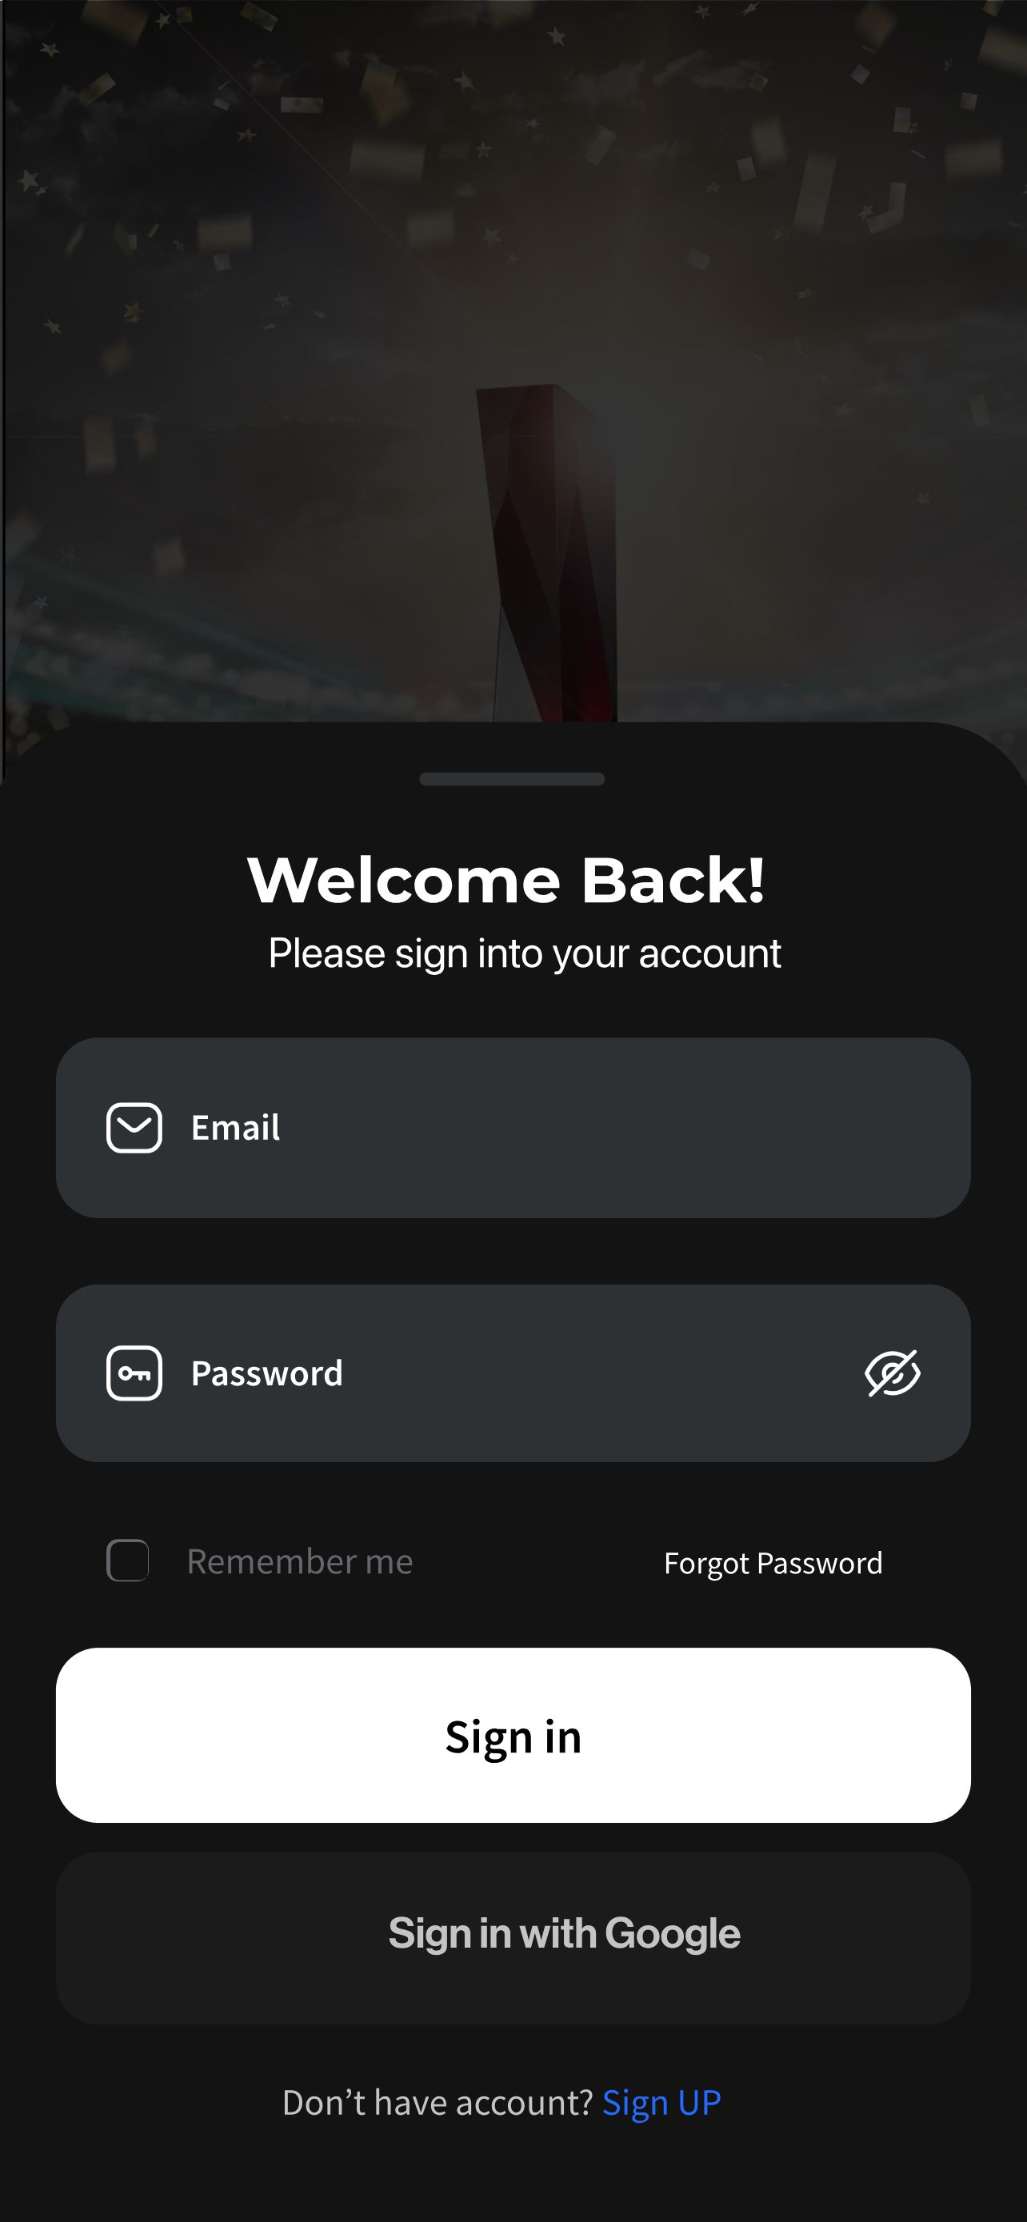 Welcome Back!
Please sign into your account
Email
Password
Remember me
Forgot Password
Sign in
Sign in with Google
Don’t have account? Sign UP